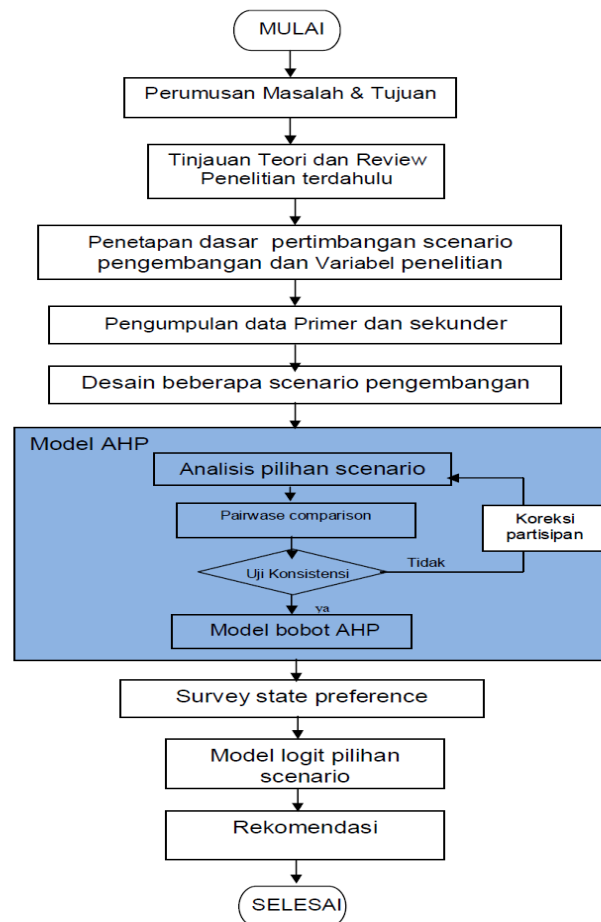 MULAI
Perumusan Masalah & Tujuan
Tinjauan Teori dan Review
Penelitian terdahulu
Penetapan dasar pertimbangan scenario
pengembangan dan Variabel penelitian
Pengumpulan data Primer dan sekunder
Desain beberapa scenario pengembangan
Model AHP
Analisis pilihan scenario
Pairwase comparison
Koreksi
partisipan
Uji Konsistensi
Tidak
ya
Model bobot AHP
Survey state preference
Model logit pilihan
scenario
Rekomendasi
SELESAI